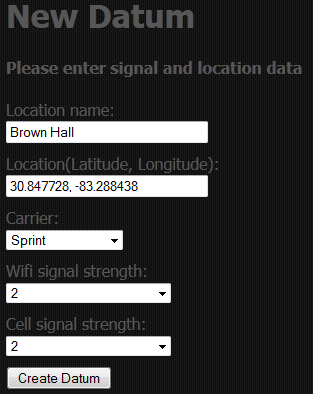 New Datum
Please enter signal and location data
Location name:
Brown Hall
Location(Latitude, Longitude):
30.847728, -83.288438
Carrier:
Sprint
Wifi signal strength:
2
Cell signal strength:
2
Create Datum